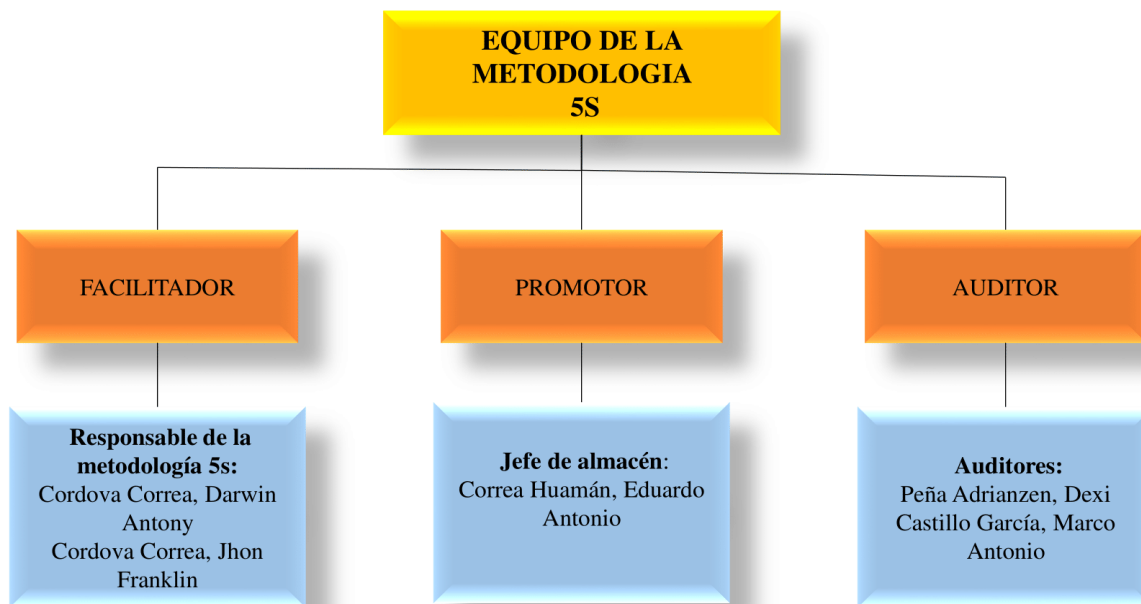 EQUIPO DE LA
METODOLOGIA
5S
FACILITADOR
PROMOTOR
AUDITOR
Responsable de la
metodología 5s:
Cordova Correa, Darwin
Antony
Cordova Correa, Jhon
Franklin
Jefe de almacén:
Correa Huamán, Eduardo
Antonio
Auditores:
Peña Adrianzen, Dexi
Castillo García, Marco
Antonio